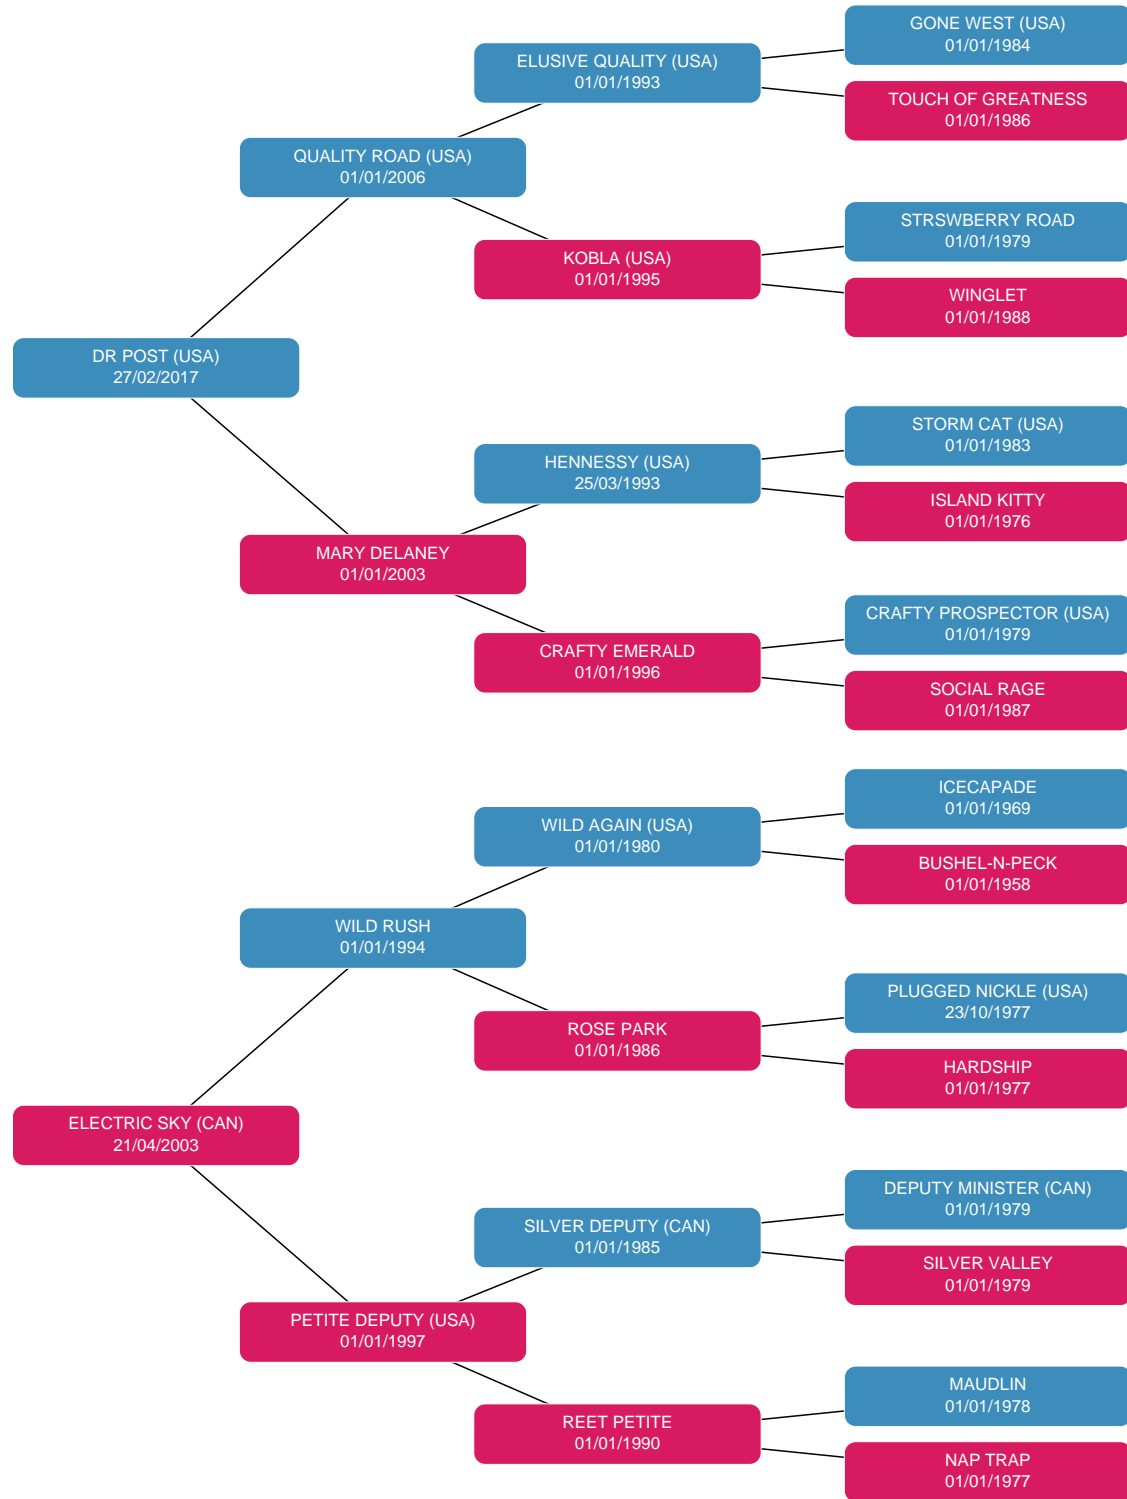 GONE WEST (USA)
01/01/1984
ELUSIVE QUALITY (USA)
01/01/1993
TOUCH OF GREATNESS
01/01/1986
QUALITY ROAD (USA)
01/01/2006
STRSWBERRY ROAD
01/01/1979
KOBLA (USA)
01/01/1995
WINGLET
01/01/1988
DR POST (USA)
27/02/2017
STORM CAT (USA)
01/01/1983
HENNESSY (USA)
25/03/1993
ISLAND KITTY
01/01/1976
MARY DELANEY
01/01/2003
CRAFTY PROSPECTOR (USA)
01/01/1979
CRAFTY EMERALD
01/01/1996
SOCIAL RAGE
01/01/1987
ICECAPADE
01/01/1969
WILD AGAIN (USA)
01/01/1980
BUSHEL-N-PECK
01/01/1958
WILD RUSH
01/01/1994
PLUGGED NICKLE (USA)
23/10/1977
ROSE PARK
01/01/1986
HARDSHIP
01/01/1977
ELECTRIC SKY (CAN)
21/04/2003
DEPUTY MINISTER (CAN)
01/01/1979
SILVER DEPUTY (CAN)
01/01/1985
SILVER VALLEY
01/01/1979
PETITE DEPUTY (USA)
01/01/1997
MAUDLIN
01/01/1978
REET PETITE
01/01/1990
NAP TRAP
01/01/1977